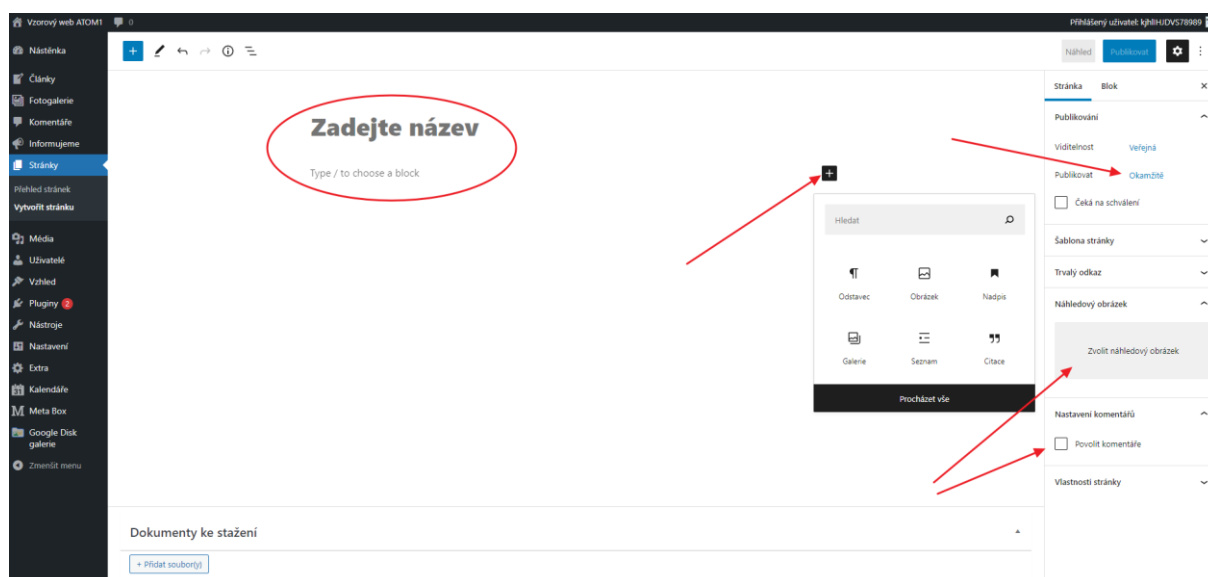 Vzorový web ATOM1 0 Přihlášený uživatel: kjhlIHJDVS78989
Nástěnka
Články
Fotogalerie
Komentáře
Informujeme
Stránky
Přehled stránek
Vytvořit stránku
Média
Uživatelé
Vzhled
Pluginy 2
Nástroje
Nastavení
Extra
Kalendáře
Meta Box
Google Disk
galerie
Zmenšit menu
Náhled Publikovat
Zadejte název
Type / to choose a block
Hledat
Odstavec Obrázek Nadpis
Galerie Seznam Citace
Procházet vše
Dokumenty ke stažení
+ Přidat soubor(y)
Stránka Blok
Publikování
Viditelnost Veřejná
Publikovat Okamžitě
Čeká na schválení
Šablona stránky
Trvalý odkaz
Náhledový obrázek
Zvolit náhledový obrázek
Nastavení komentářů
Povolit komentáře
Vlastnosti stránky